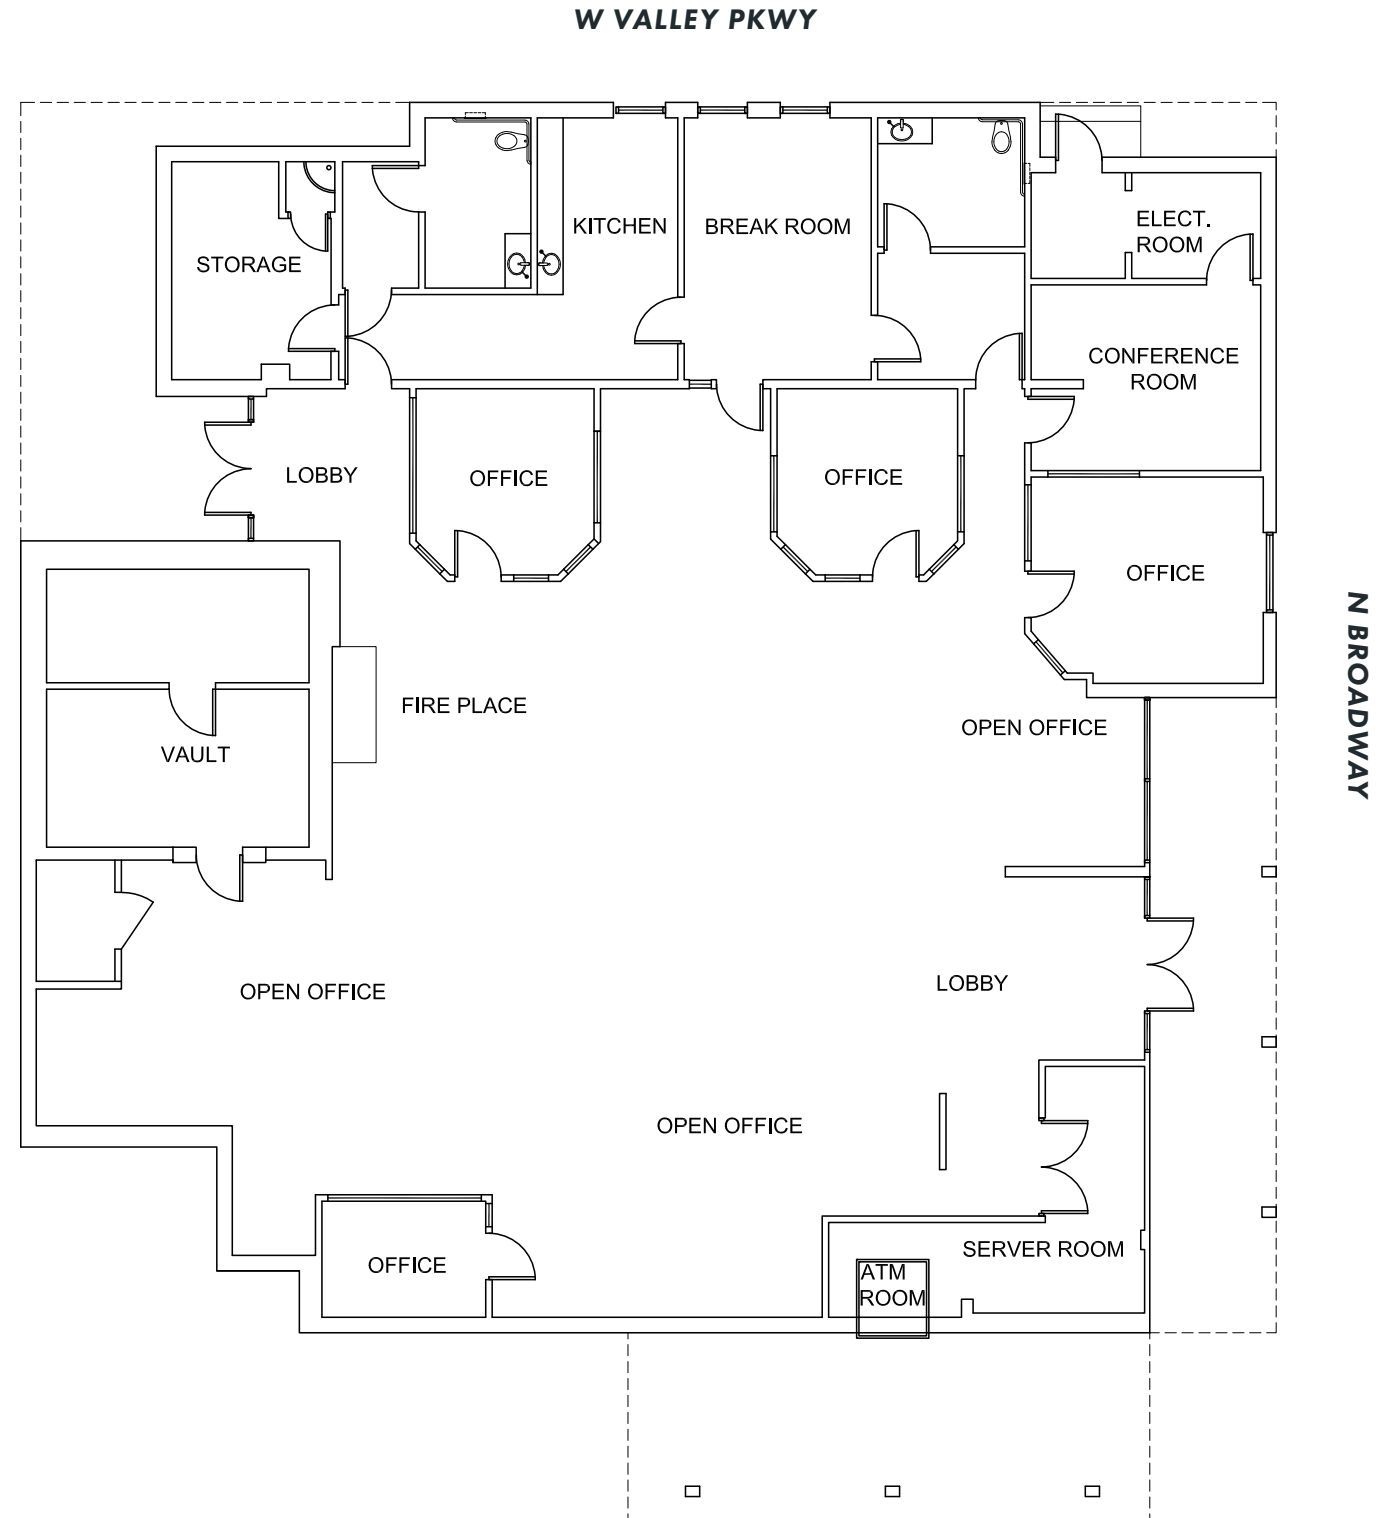 W VALLEY PKWY
ELECT.
ROOM
KITCHEN
BREAK ROOM
STORAGE
CONFERENCE
ROOM
LOBBY
OFFICE
OFFICE
OFFICE
N BROADWAY
FIRE PLACE
OPEN OFFICE
VAULT
LOBBY
OPEN OFFICE
OPEN OFFICE
SERVER ROOM
OFFICE
ATM
ROOM